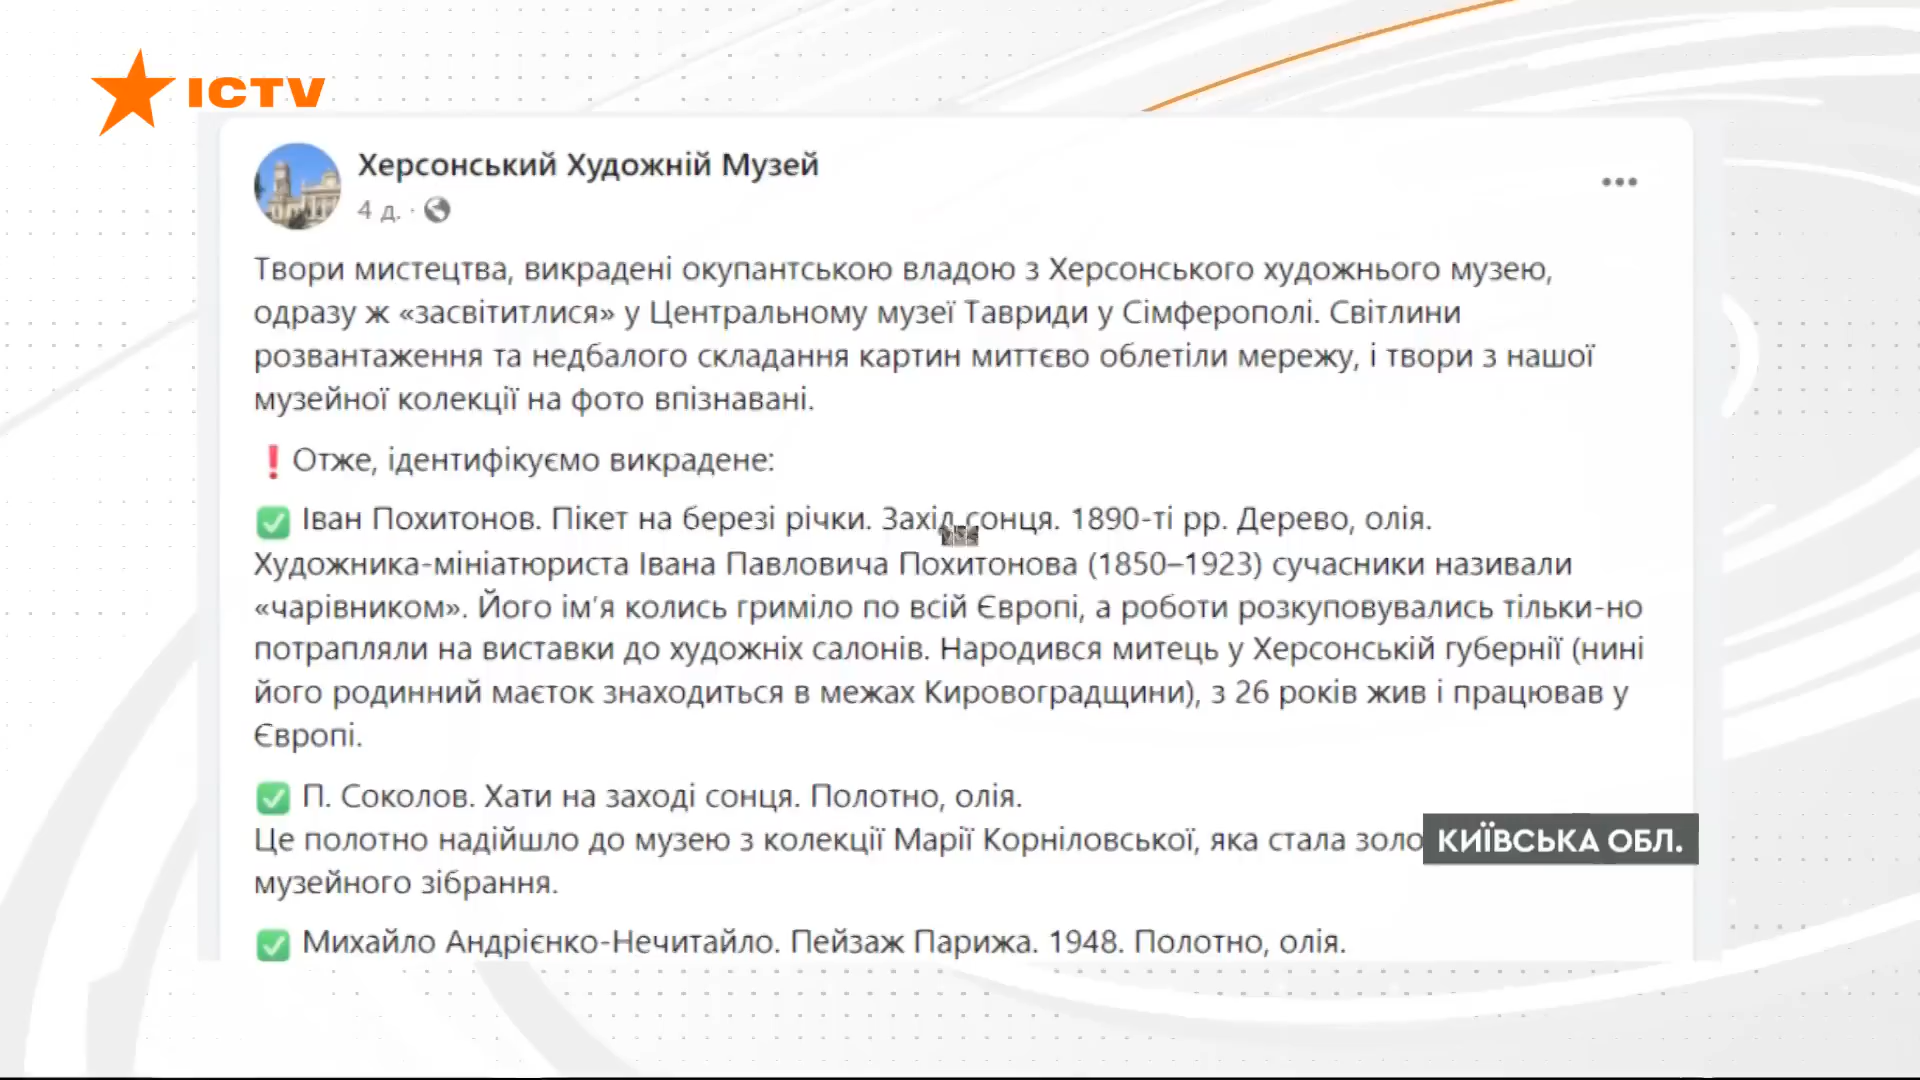 ICTV
Херсонський Художній Музей
4 д. ·
Твори мистецтва, викрадені окупантською владою з Херсонського художнього музею,
одразу ж «засвітитлися» у Центральному музеї Тавриди у Сімферополі. Світлини
розвантаження та недбалого складання картин миттєво облетіли мережу, і твори з нашої
музейної колекції на фото впізнавані.
❗Отже, ідентифікуємо викрадене:
✅ Іван Похитонов. Пікет на березі річки. Захід сонця. 1890-ті рр. Дерево, олія.
Художника-мініатюриста Івана Павловича Похитонова (1850–1923) сучасники називали
«чарівником». Його ім’я колись гриміло по всій Європі, а роботи розкуповувались тільки-но
потрапляли на виставки до художніх салонів. Народився митець у Херсонській губернії (нині
його родинний маєток знаходиться в межах Кировоградщини), з 26 років жив і працював у
Європі.
✅ П. Соколов. Хати на заході сонця. Полотно, олія.
Це полотно надійшло до музею з колекції Марії Корніловської, яка стала золо
КИЇВСЬКА ОБЛ.
музейного зібрання.
✅ Михайло Андрієнко-Нечитайло. Пейзаж Парижа. 1948. Полотно, олія.